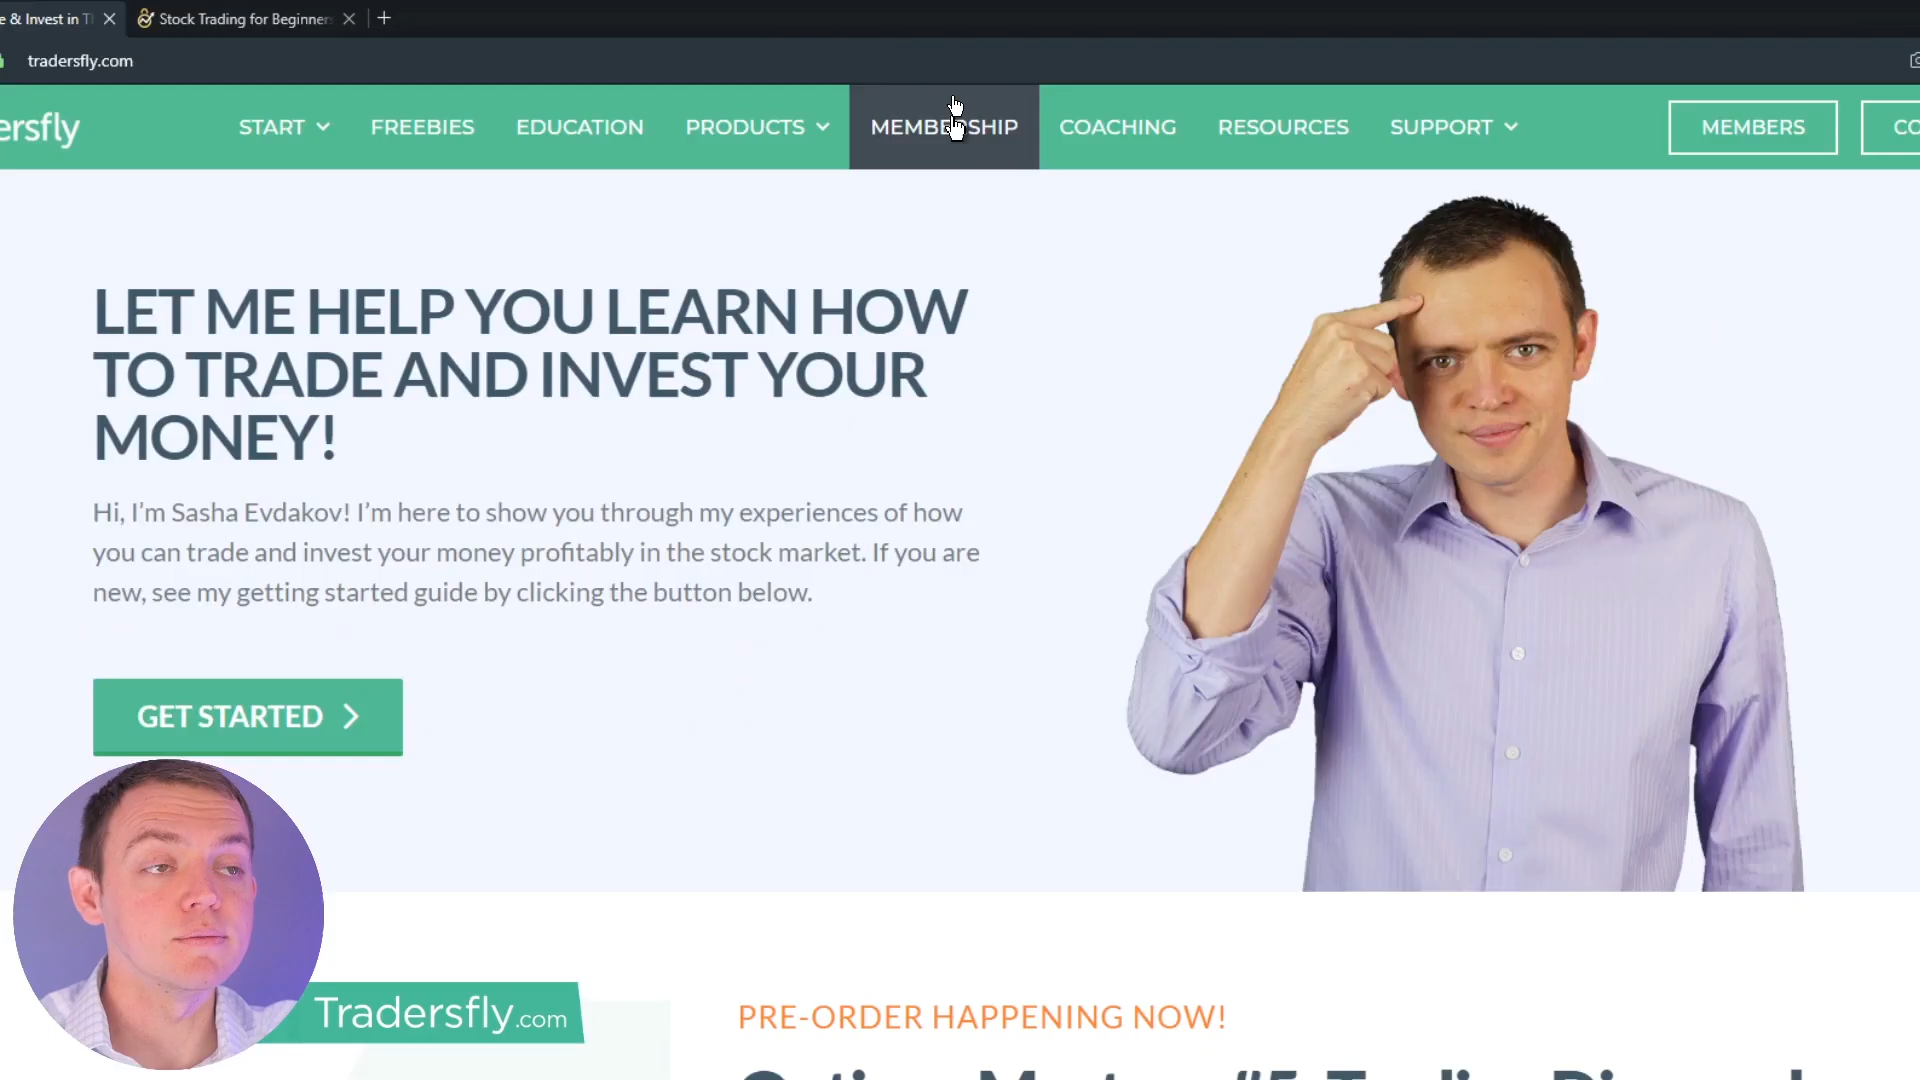 e & Invest in T
Stock Trading for Beginner
tradersfly.com
ersfly
START
FREEBIES
EDUCATION
PRODUCTS
MEMBERSHIP
COACHING
RESOURCES
SUPPORT
MEMBERS
CO
LET ME HELP YOU LEARN HOW
TO TRADE AND INVEST YOUR
MONEY!
Hi, I'm Sasha Evdakov! I'm here to show you through my experiences of how
you can trade and invest your money profitably in the stock market. If you are
new, see my getting started guide by clicking the button below.
GET STARTED
Tradersfly.com
PRE-ORDER HAPPENING NOW!